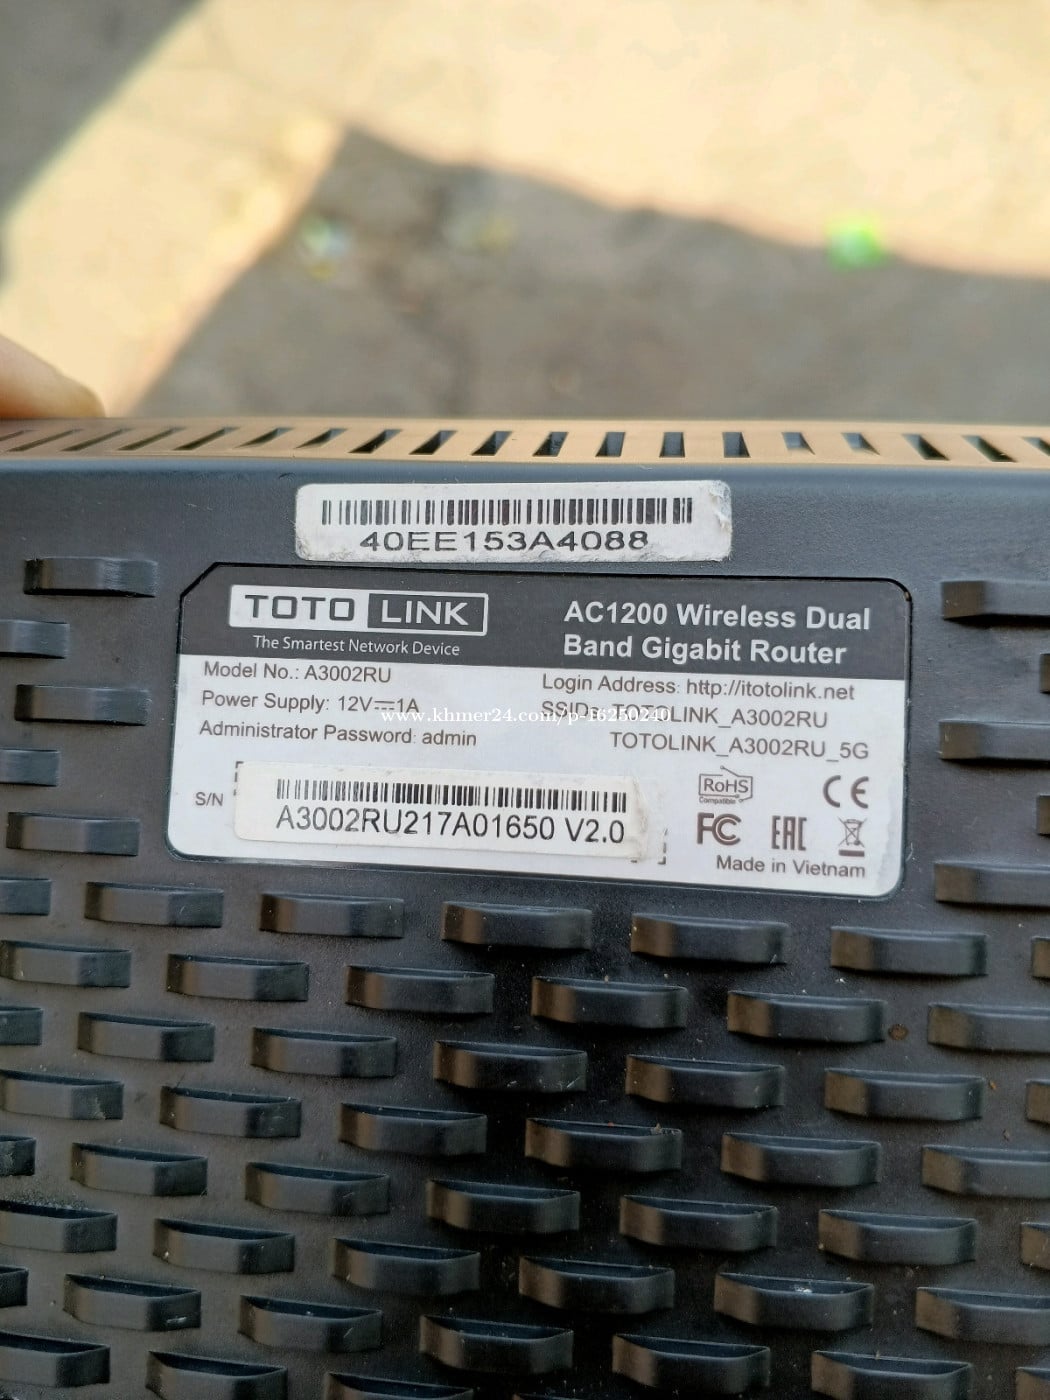 40EE153A4088
TOTO LINK
The Smartest Network Device
AC1200 Wireless Dual
Band Gigabit Router
Model No.: A3002RU
Power Supply: 12V⎓1A
Administrator Password: admin
Login Address: http://itotolink.net
SSIDs: TOTOLINK_A3002RU
TOTOLINK_A3002RU_5G
www.khmer24.com/p-16250240
S/N
A3002RU217A01650 V2.0
RoHS
Compatible
CE
FC
EAC
Made in Vietnam